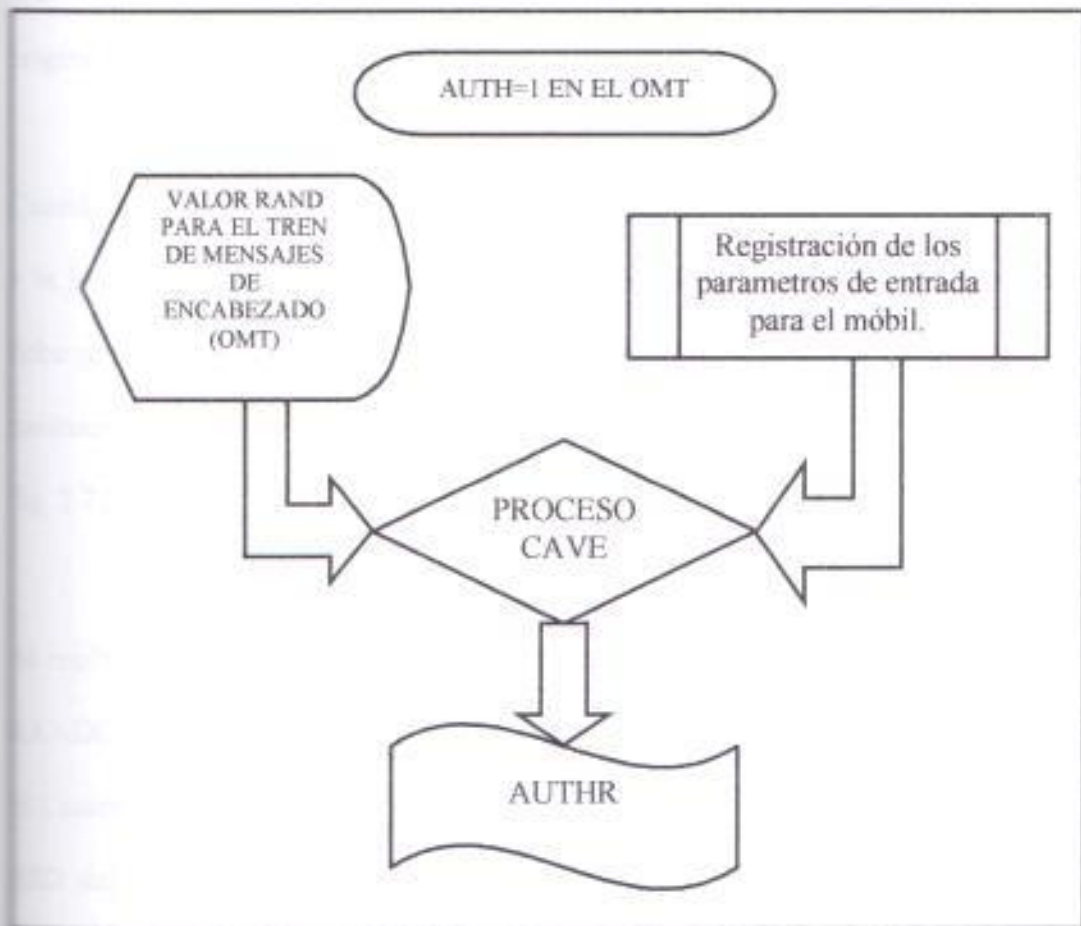 AUTH=1 EN EL OMT
VALOR RAND
PARA EL TREN
DE MENSAJES
DE
ENCABEZADO
(OMT)
Registración de los
parametros de entrada
para el móbil.
PROCESO
CAVE
AUTHR